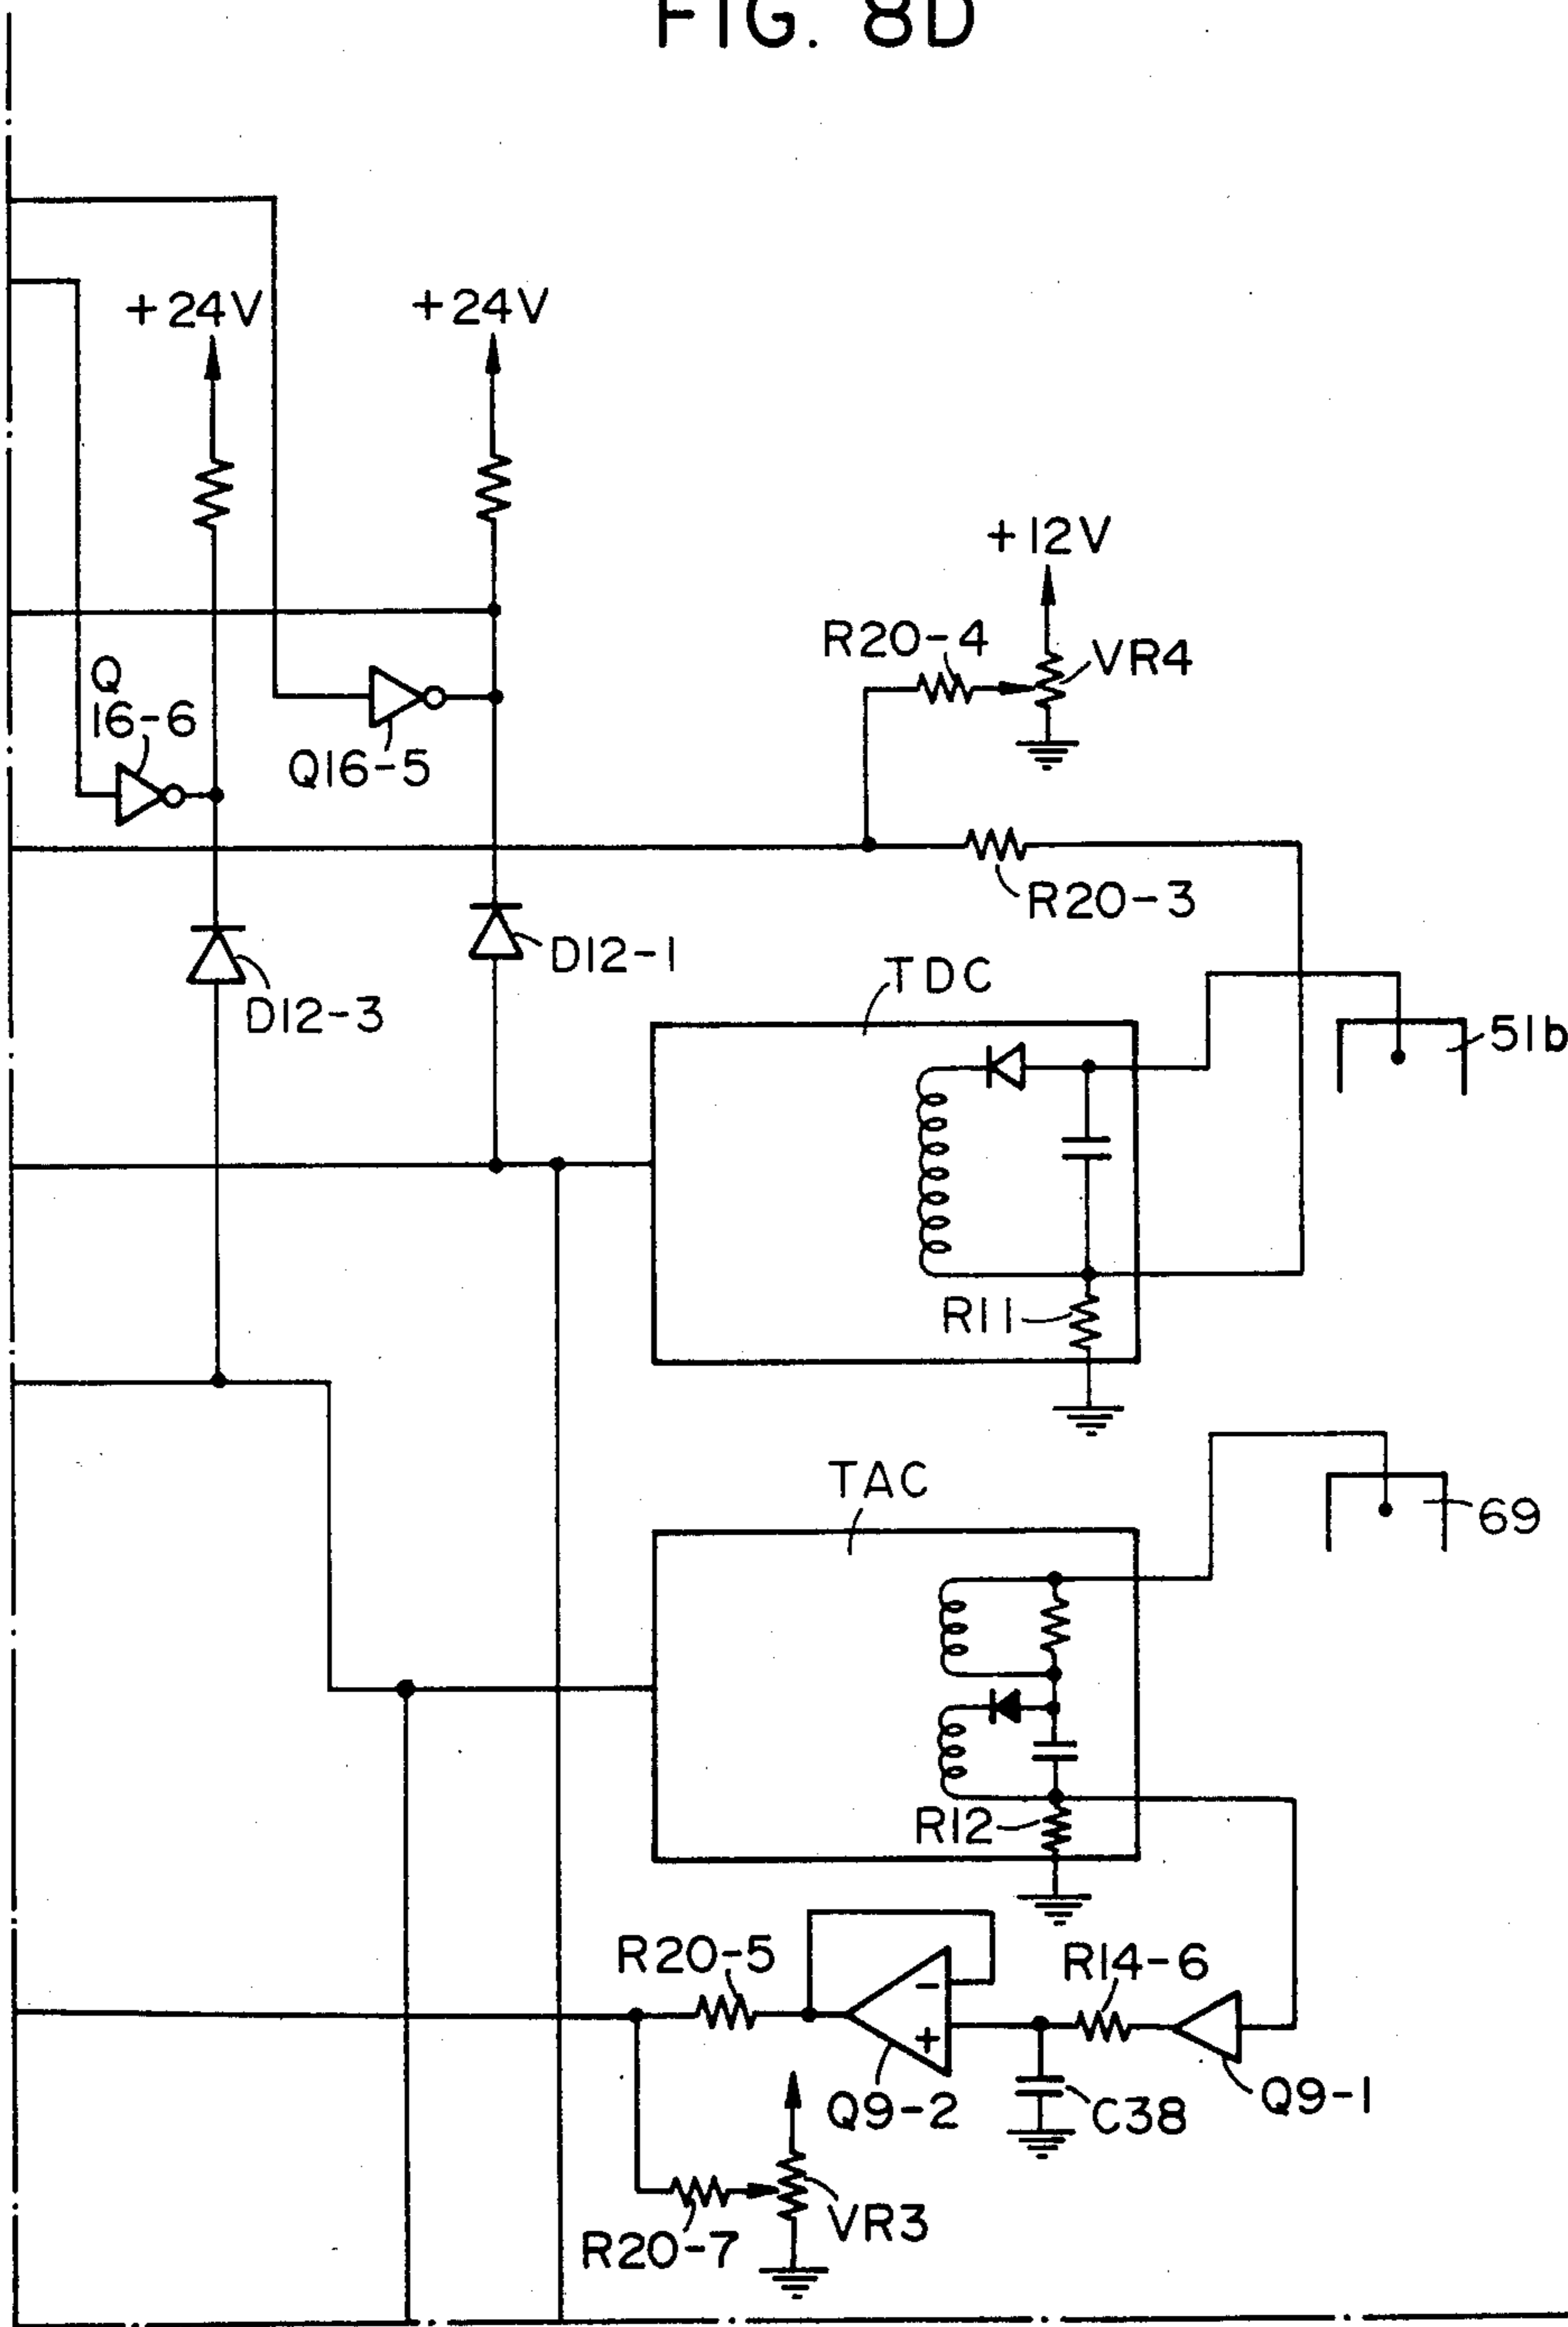 FIG. 8D
+24V
+24V
+12V
R20-4
VR4
Q
16-6
Q16-5
R20-3
D12-1
D12-3
TDC
51b
R11
TAC
69
R12
R20-5
R14-6
-
+
Q9-2
C38
Q9-1
R20-7
VR3